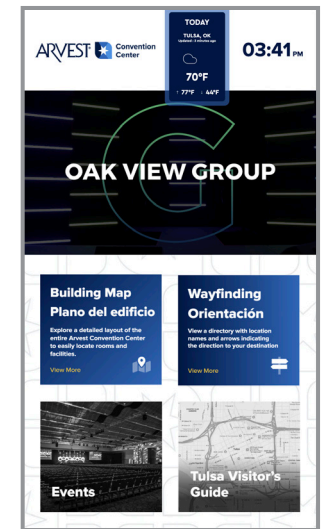 ARVEST Convention Center
TODAY
TULSA, OK
Updated: 3 minutes ago
70°F
↑ 77°F ↓ 44°F
03:41 PM
OAK VIEW GROUP
Building Map
Plano del edificio
Explore a detailed layout of the
entire Arvest Convention Center
to easily locate rooms and
facilities.
View More
Wayfinding
Orientación
View a directory with location
names and arrows indicating
the direction to your destination
View More
Events
Tulsa Visitor's
Guide